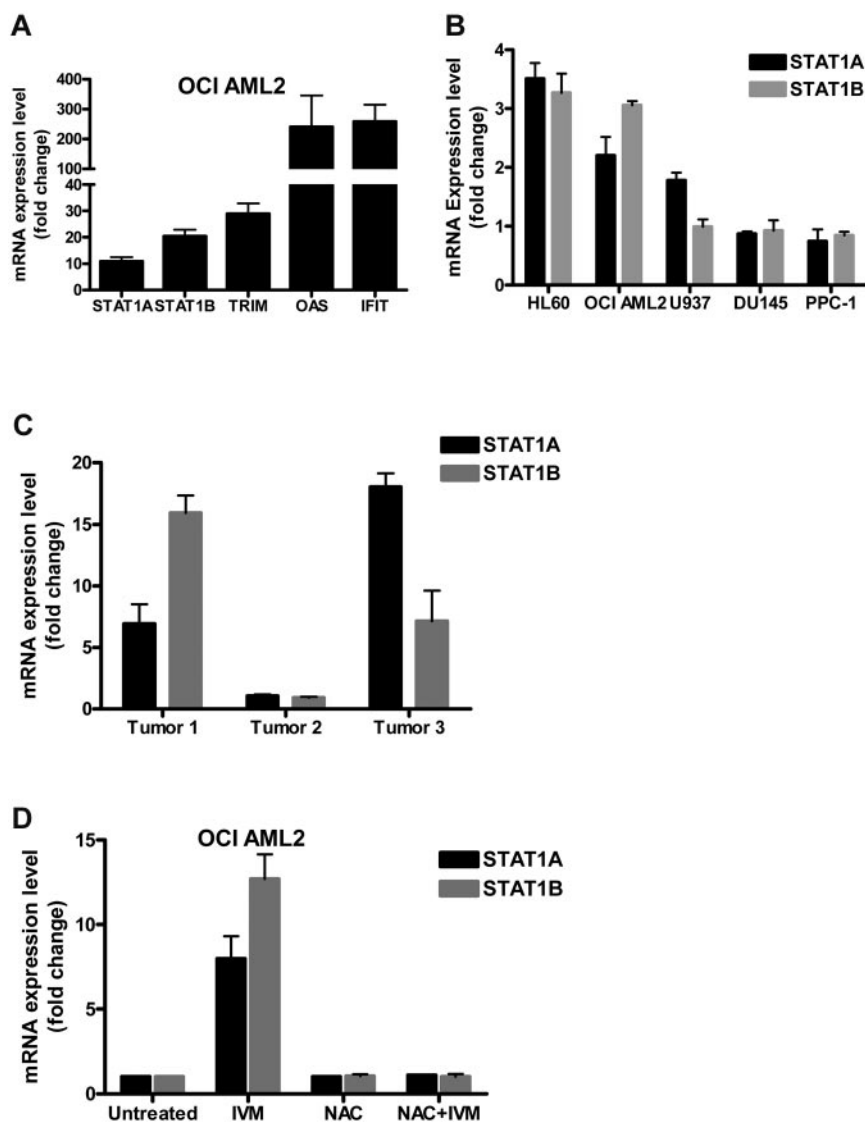 A
OCI AML2
mRNA expression level
(fold change)
400
300
200
100
40
30
20
10
0
STAT1A STAT1B TRIM OAS IFIT
B
STAT1A
STAT1B
mRNA Expression level
(fold change)
4
3
2
1
0
HL60 OCI AML2 U937 DU145 PPC-1
C
STAT1A
STAT1B
mRNA expression level
(fold change)
20
15
10
5
0
Tumor 1 Tumor 2 Tumor 3
D
OCI AML2
STAT1A
STAT1B
mRNA expression level
(fold change)
15
10
5
0
Untreated IVM NAC NAC+IVM